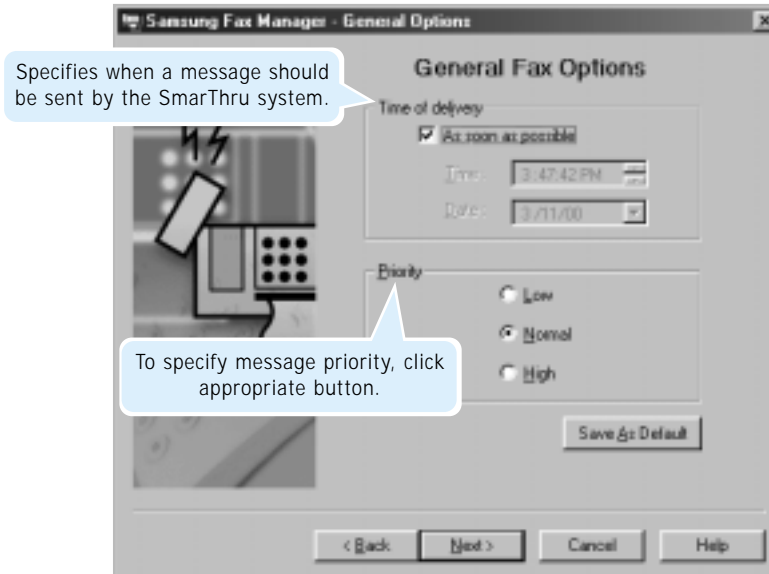 Samsung Fax Manager - General Options
Specifies when a message should
be sent by the SmarThru system.
General Fax Options
Time of delivery
As soon as possible
Time: 3:47:42 PM
Date: 3 /11/00
Priority
Low
Normal
High
To specify message priority, click
appropriate button.
Save As Default
< Back
Next >
Cancel
Help